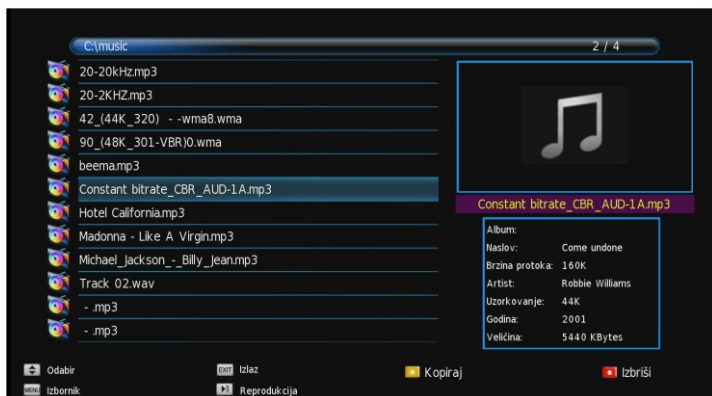 C:\music 2 / 4
20-20kHz.mp3
20-2KHZ.mp3
42_(44K_320) - -wma8.wma
90_(48K_301-VBR)0.wma
beema.mp3
Constant bitrate_CBR_AUD-1A.mp3
Hotel California.mp3
Madonna - Like A Virgin.mp3
Michael_Jackson_-_Billy_Jean.mp3
Track 02.wav
- .mp3
- .mp3
Constant bitrate_CBR_AUD-1A.mp3
Album:
Naslov: Come undone
Brzina protoka: 160K
Artist: Robbie Williams
Uzorkovanje: 44K
Godina: 2001
Veličina: 5440 KBytes
Odabir EXIT Izlaz Kopiraj Izbriši
MENU Izbornik Reprodukcija